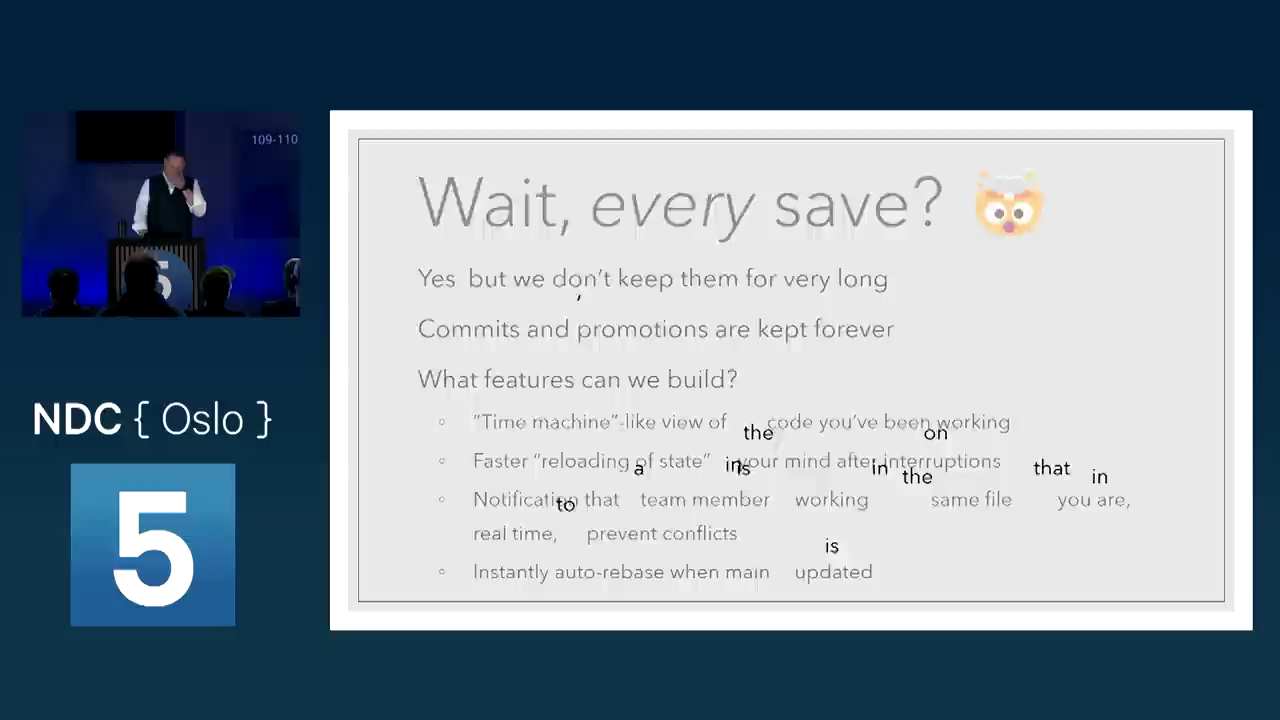 109-110
5
NDC { Oslo }
5
Wait, every save? 🤯
Yes, but we don't keep them for very long
Commits and promotions are kept forever
What features can we build?
◦ "Time machine"-like view of the code you've been working on
◦ Faster "reloading of state" in your mind after interruptions
◦ Notification that a team member is working in the same file that you are, in
real time, to prevent conflicts
◦ Instantly auto-rebase when main is updated